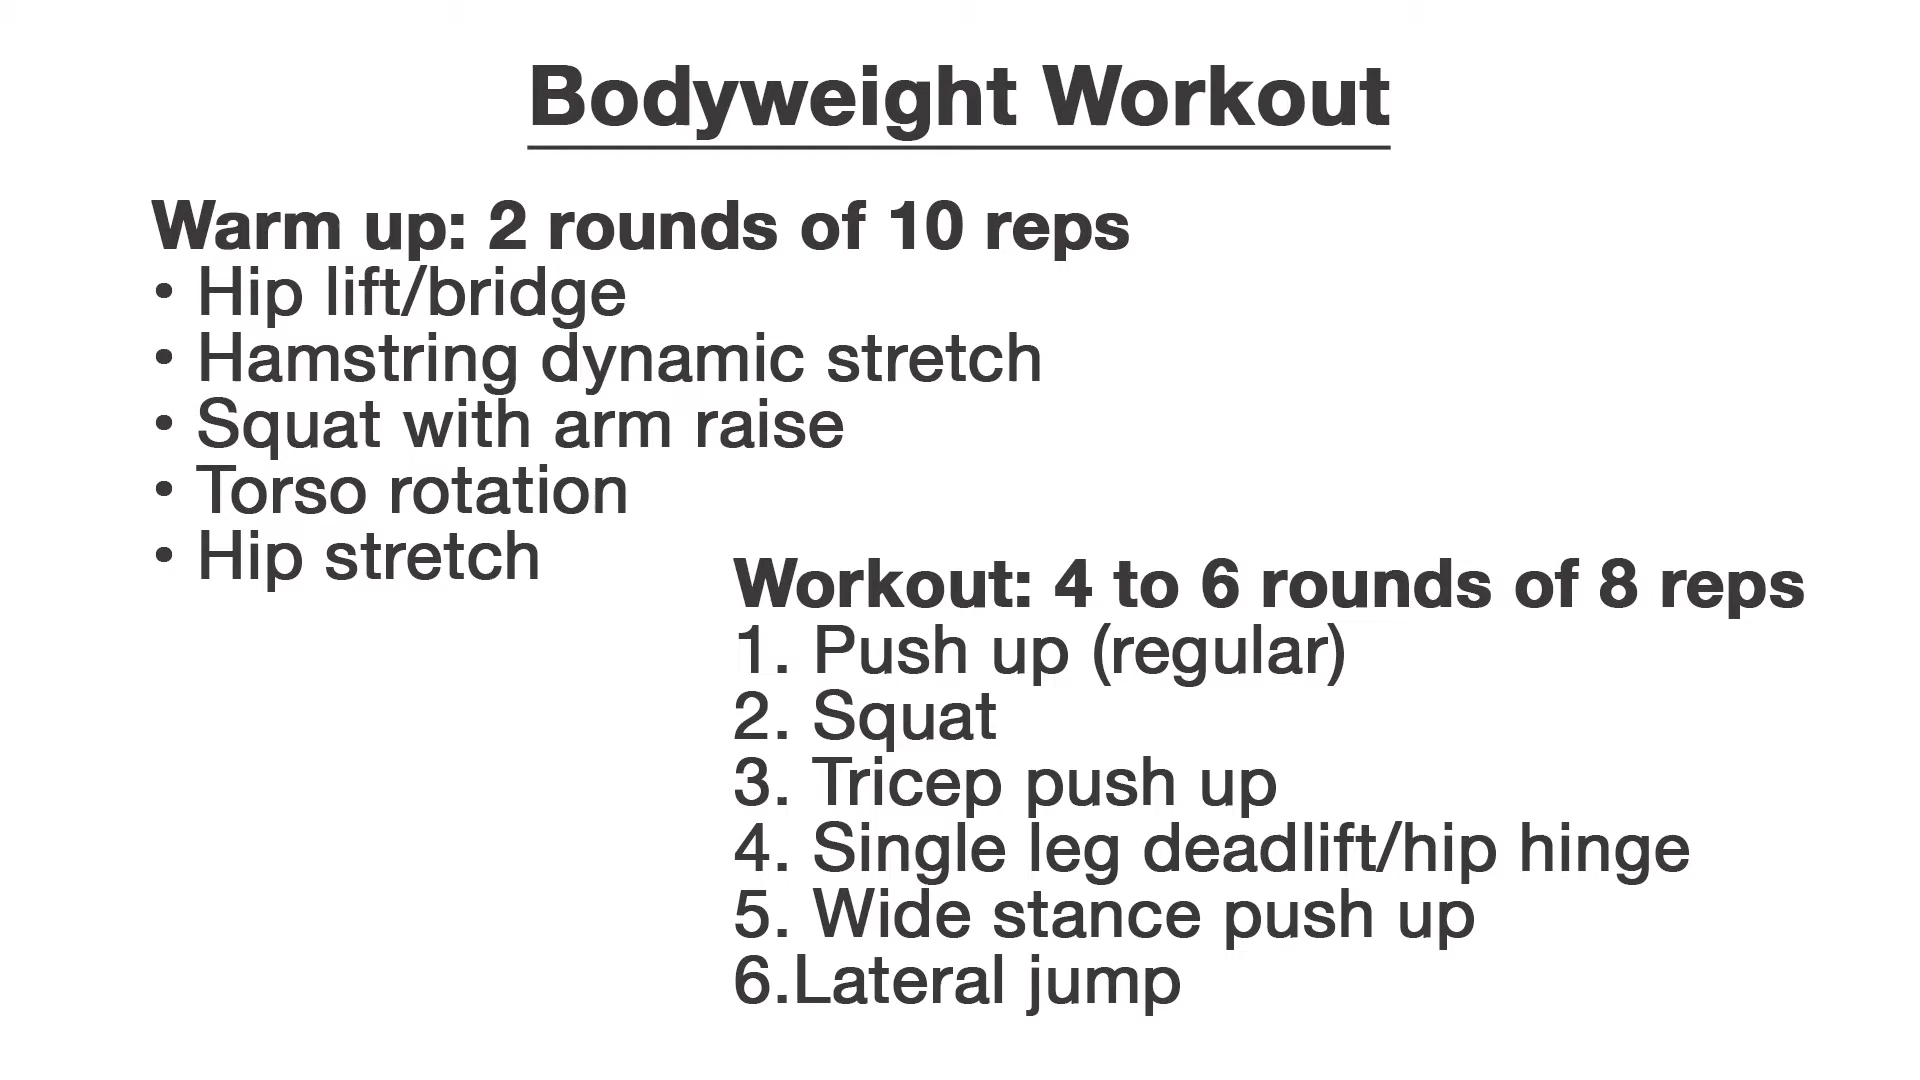 Bodyweight Workout
Warm up: 2 rounds of 10 reps
• Hip lift/bridge
• Hamstring dynamic stretch
• Squat with arm raise
• Torso rotation
• Hip stretch
Workout: 4 to 6 rounds of 8 reps
1. Push up (regular)
2. Squat
3. Tricep push up
4. Single leg deadlift/hip hinge
5. Wide stance push up
6.Lateral jump